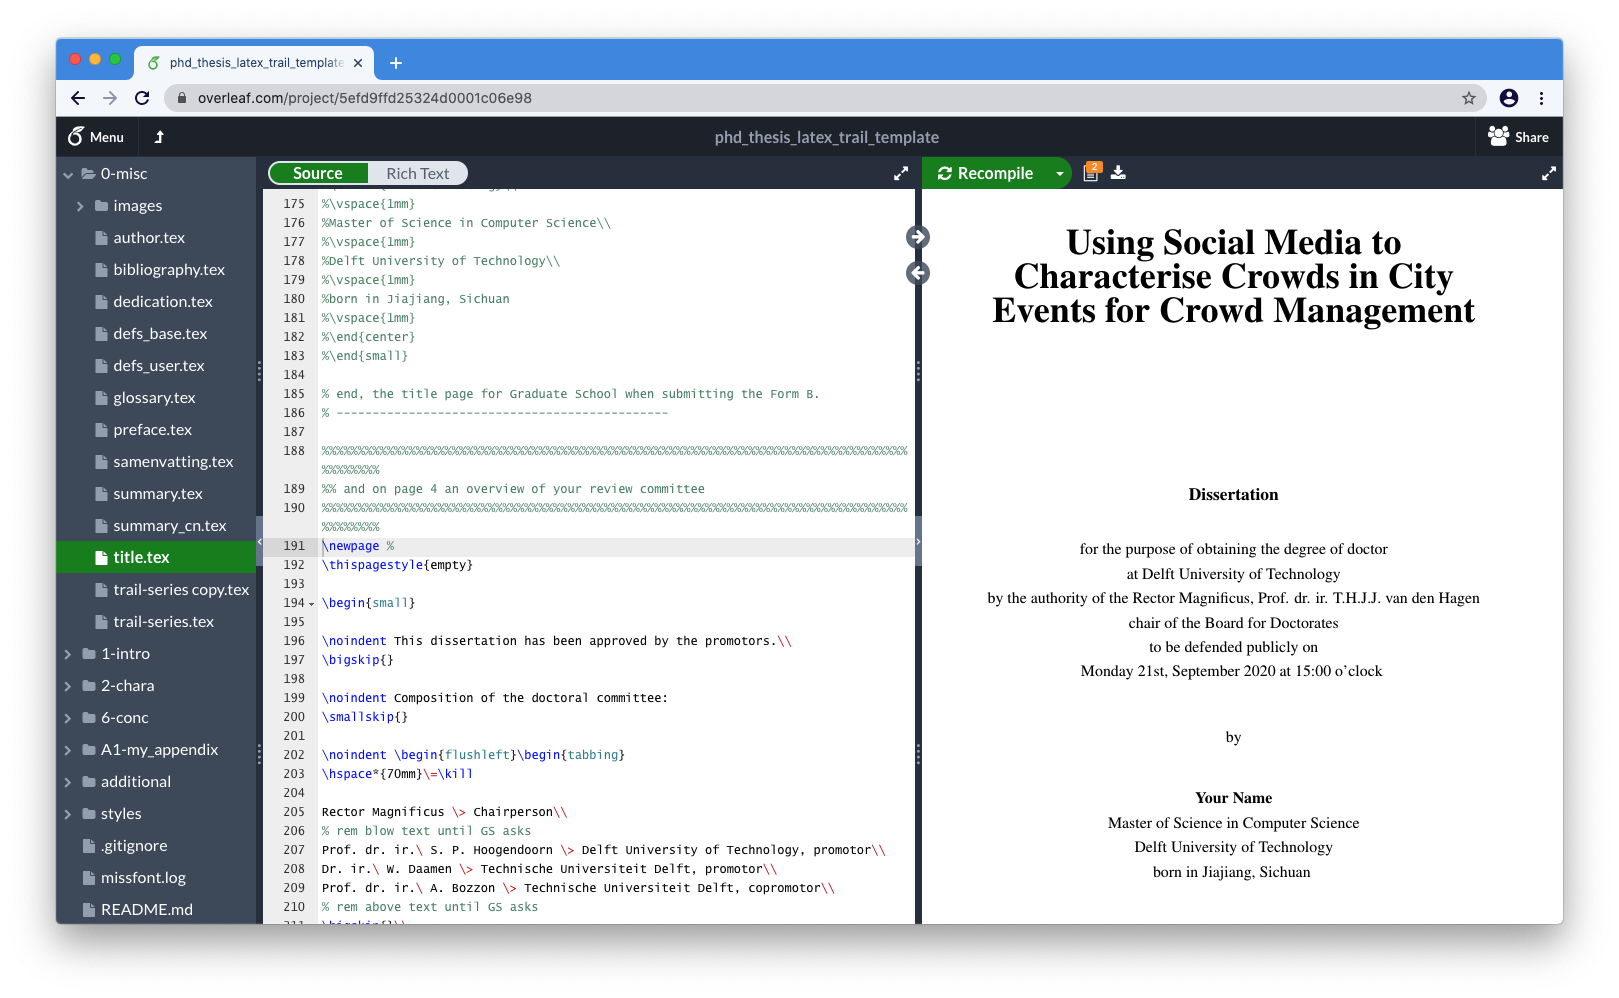 phd_thesis_latex_trail_template
overleaf.com/project/5efd9ffd25324d0001c06e98
Menu
phd_thesis_latex_trail_template
Share
0-misc
images
author.tex
bibliography.tex
dedication.tex
defs_base.tex
defs_user.tex
glossary.tex
preface.tex
samenvatting.tex
summary.tex
summary_cn.tex
title.tex
trail-series copy.tex
trail-series.tex
1-intro
2-chara
6-conc
A1-my_appendix
additional
styles
.gitignore
missfont.log
README.md
Source
Rich Text
175 %\vspace{1mm}
176 %Master of Science in Computer Science\\
177 %\vspace{1mm}
178 %Delft University of Technology\\
179 %\vspace{1mm}
180 %born in Jiajiang, Sichuan
181 %\vspace{1mm}
182 %\end{center}
183 %\end{small}
184
185 % end, the title page for Graduate School when submitting the Form B.
186 % ----------------------------------------------
187
188 %%%%%%%%%%%%%%%%%%%%%%%%%%%%%%%%%%%%%%%%%%%%%%%%%%%%%%%%%%%%%%%%%%%%%%%%%%%%%%%%%%%
%%%%%%%%
189 %% and on page 4 an overview of your review committee
190 %%%%%%%%%%%%%%%%%%%%%%%%%%%%%%%%%%%%%%%%%%%%%%%%%%%%%%%%%%%%%%%%%%%%%%%%%%%%%%%%%%%
%%%%%%%%
191 \newpage %
192 \thispagestyle{empty}
193
194 \begin{small}
195
196 \noindent This dissertation has been approved by the promotors.\\
197 \bigskip{}
198
199 \noindent Composition of the doctoral committee:
200 \smallskip{}
201
202 \noindent \begin{flushleft}\begin{tabbing}
203 \hspace*{70mm}\=\kill
204
205 Rector Magnificus \> Chairperson\\
206 % rem blow text until GS asks
207 Prof. dr. ir.\ S. P. Hoogendoorn \> Delft University of Technology, promotor\\
208 Dr. ir.\ W. Daamen \> Technische Universiteit Delft, promotor\\
209 Prof. dr. ir.\ A. Bozzon \> Technische Universiteit Delft, copromotor\\
210 % rem above text until GS asks
Recompile
2
Using Social Media to
Characterise Crowds in City
Events for Crowd Management
Dissertation
for the purpose of obtaining the degree of doctor
at Delft University of Technology
by the authority of the Rector Magnificus, Prof. dr. ir. T.H.J.J. van den Hagen
chair of the Board for Doctorates
to be defended publicly on
Monday 21st, September 2020 at 15:00 o’clock
by
Your Name
Master of Science in Computer Science
Delft University of Technology
born in Jiajiang, Sichuan